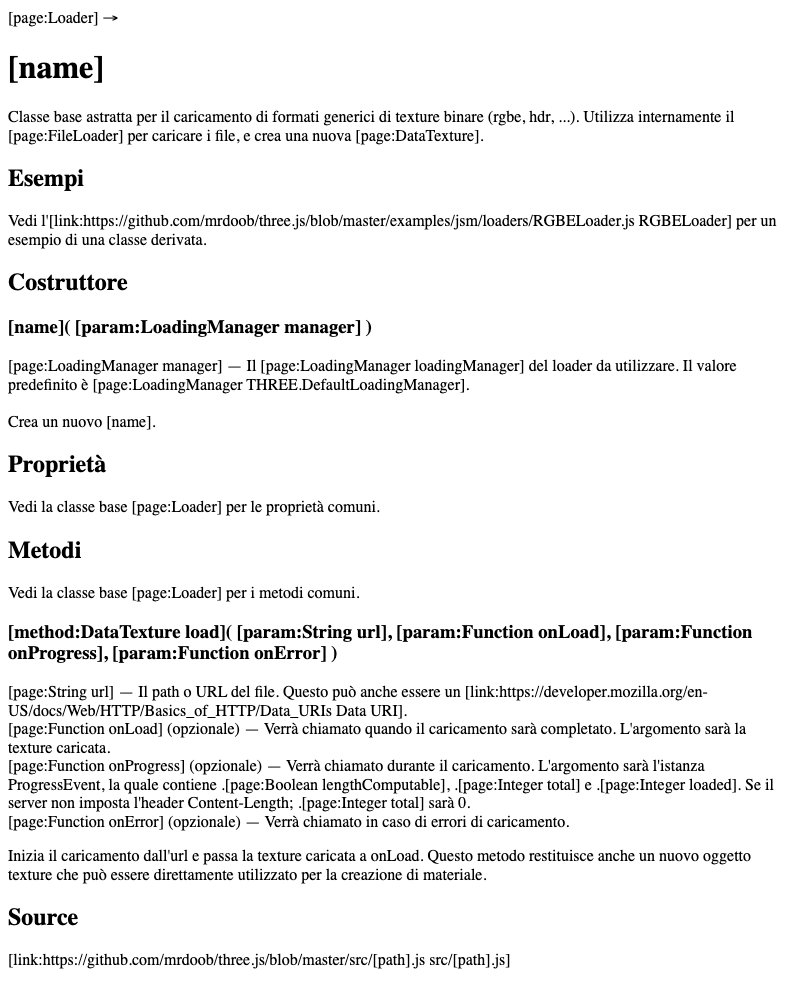 [page:Loader] →
[name]
Classe base astratta per il caricamento di formati generici di texture binare (rgbe, hdr, ...). Utilizza internamente il
[page:FileLoader] per caricare i file, e crea una nuova [page:DataTexture].
Esempi
Vedi l'[link:https://github.com/mrdoob/three.js/blob/master/examples/jsm/loaders/RGBELoader.js RGBELoader] per un
esempio di una classe derivata.
Costruttore
[name]( [param:LoadingManager manager] )
[page:LoadingManager manager] — Il [page:LoadingManager loadingManager] del loader da utilizzare. Il valore
predefinito è [page:LoadingManager THREE.DefaultLoadingManager].
Crea un nuovo [name].
Proprietà
Vedi la classe base [page:Loader] per le proprietà comuni.
Metodi
Vedi la classe base [page:Loader] per i metodi comuni.
[method:DataTexture load]( [param:String url], [param:Function onLoad], [param:Function
onProgress], [param:Function onError] )
[page:String url] — Il path o URL del file. Questo può anche essere un [link:https://developer.mozilla.org/en-
US/docs/Web/HTTP/Basics_of_HTTP/Data_URIs Data URI].
[page:Function onLoad] (opzionale) — Verrà chiamato quando il caricamento sarà completato. L'argomento sarà la
texture caricata.
[page:Function onProgress] (opzionale) — Verrà chiamato durante il caricamento. L'argomento sarà l'istanza
ProgressEvent, la quale contiene .[page:Boolean lengthComputable], .[page:Integer total] e .[page:Integer loaded]. Se il
server non imposta l'header Content-Length; .[page:Integer total] sarà 0.
[page:Function onError] (opzionale) — Verrà chiamato in caso di errori di caricamento.
Inizia il caricamento dall'url e passa la texture caricata a onLoad. Questo metodo restituisce anche un nuovo oggetto
texture che può essere direttamente utilizzato per la creazione di materiale.
Source
[link:https://github.com/mrdoob/three.js/blob/master/src/[path].js src/[path].js]